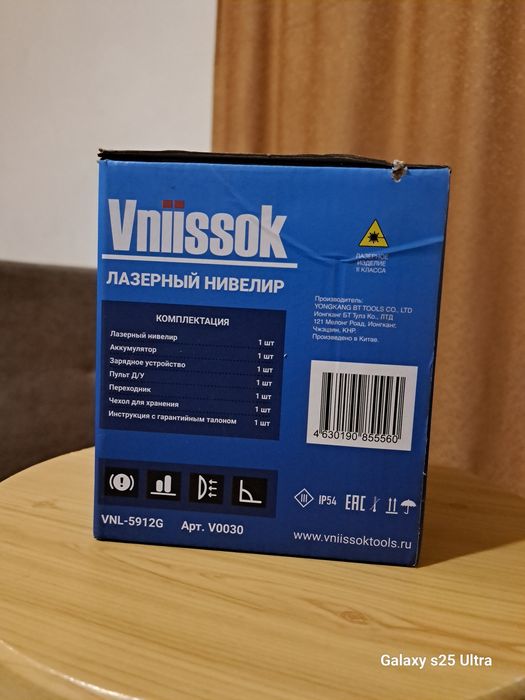 Vniissok
ЛАЗЕРНЫЙ НИВЕЛИР
КОМПЛЕКТАЦИЯ
Лазерный нивелир 1 шт
Аккумулятор 1 шт
Зарядное устройство 1 шт
Пульт Д/У 1 шт
Переходник 1 шт
Чехол для хранения 1 шт
Инструкция с гарантийным талоном 1 шт
VNL-5912G Арт. V0030
ЛАЗЕРНОЕ
ИЗДЕЛИЕ
II КЛАССА
Производитель:
YONGKANG BT TOOLS CO., LTD
Йонгканг БТ Тулз Ко., ЛТД
121 Мелонг Роад, Йонгканг,
Чжэцзян, КНР.
Произведено в Китае.
4 630190 855560
III IP54 EAC
www.vniissoktools.ru
Galaxy s25 Ultra